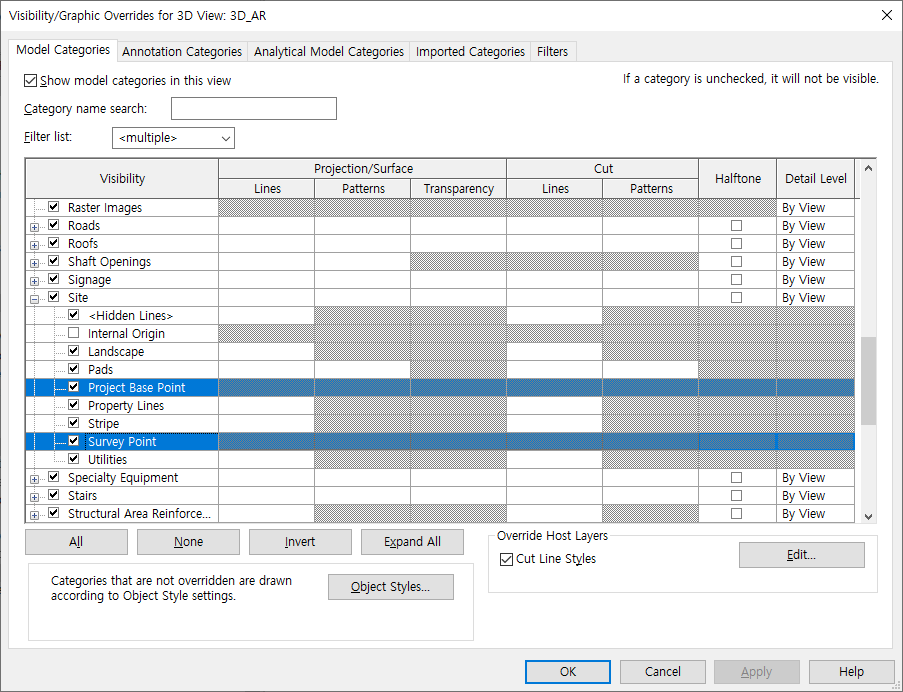 Visibility/Graphic Overrides for 3D View: 3D_AR
Model Categories Annotation Categories Analytical Model Categories Imported Categories Filters
Show model categories in this view
If a category is unchecked, it will not be visible.
Category name search:
Filter list: <multiple>
Visibility Projection/Surface Cut Halftone Detail Level
Lines Patterns Transparency Lines Patterns
Raster Images By View
Roads By View
Roofs By View
Shaft Openings By View
Signage By View
Site By View
<Hidden Lines>
Internal Origin
Landscape
Pads
Project Base Point
Property Lines
Stripe
Survey Point
Utilities
Specialty Equipment By View
Stairs By View
Structural Area Reinforce... By View
All None Invert Expand All
Override Host Layers
Cut Line Styles Edit...
Categories that are not overridden are drawn
according to Object Style settings.
Object Styles...
OK Cancel Apply Help